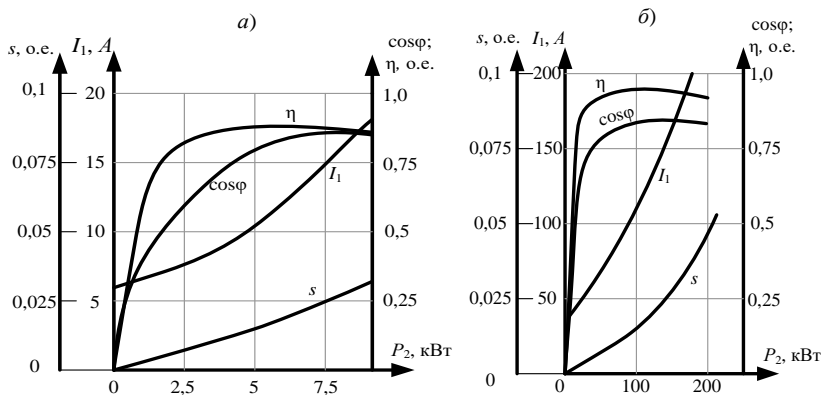 а)
s, о.е. I₁, А cosφ; η, о.е.
0,1 20 1,0
η
0,075 15 0,75
cosφ I₁
0,05 10 0,5
s
0,025 5 0,25
P₂, кВт
0
0 2,5 5 7,5
б)
s, о.е. I₁, А cosφ; η, о.е.
0,1 200 1,0
η
cosφ
0,075 150 0,75
I₁
0,05 100 0,5
s
0,025 50 0,25
P₂, кВт
0 0 100 200